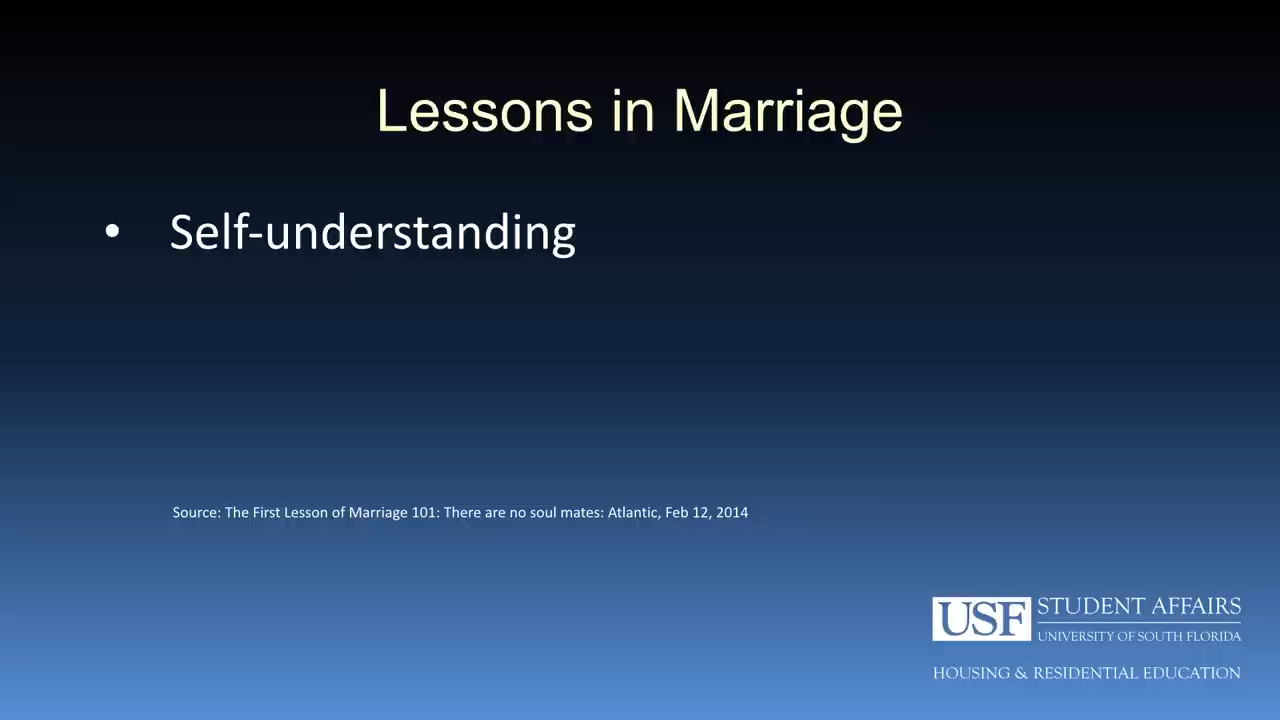 Lessons in Marriage
• Self-understanding
Source: The First Lesson of Marriage 101: There are no soul mates: Atlantic, Feb 12, 2014
USF STUDENT AFFAIRS
UNIVERSITY OF SOUTH FLORIDA
HOUSING & RESIDENTIAL EDUCATION